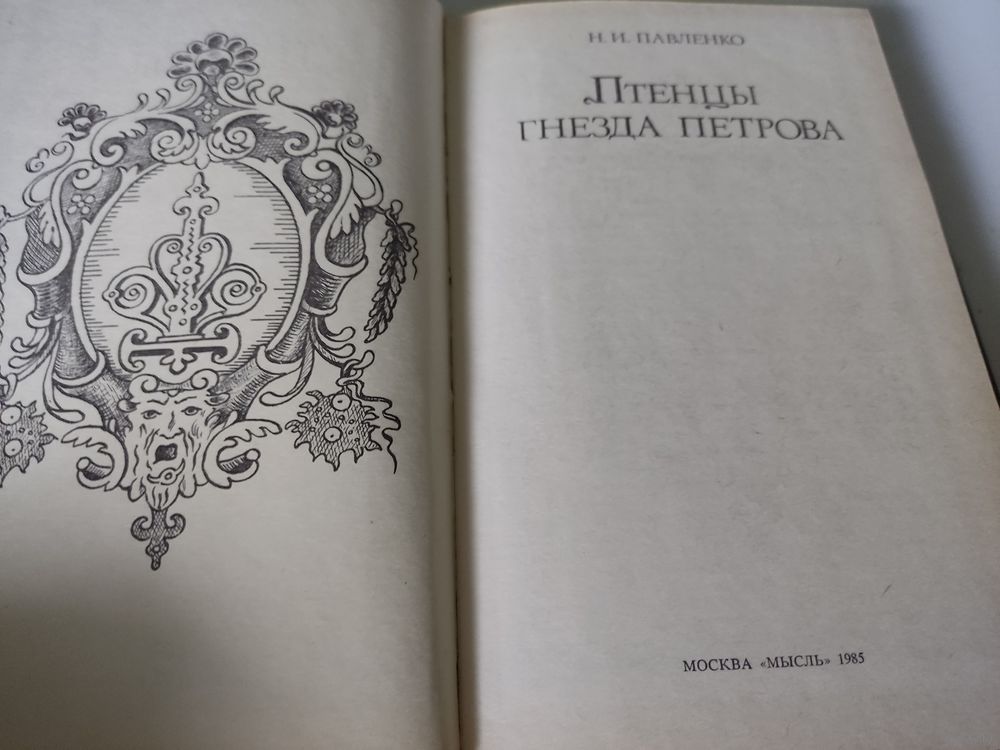 Н. И. ПАВЛЕНКО
ПТЕНЦЫ
ГНЕЗДА ПЕТРОВА
МОСКВА «МЫСЛЬ» 1985